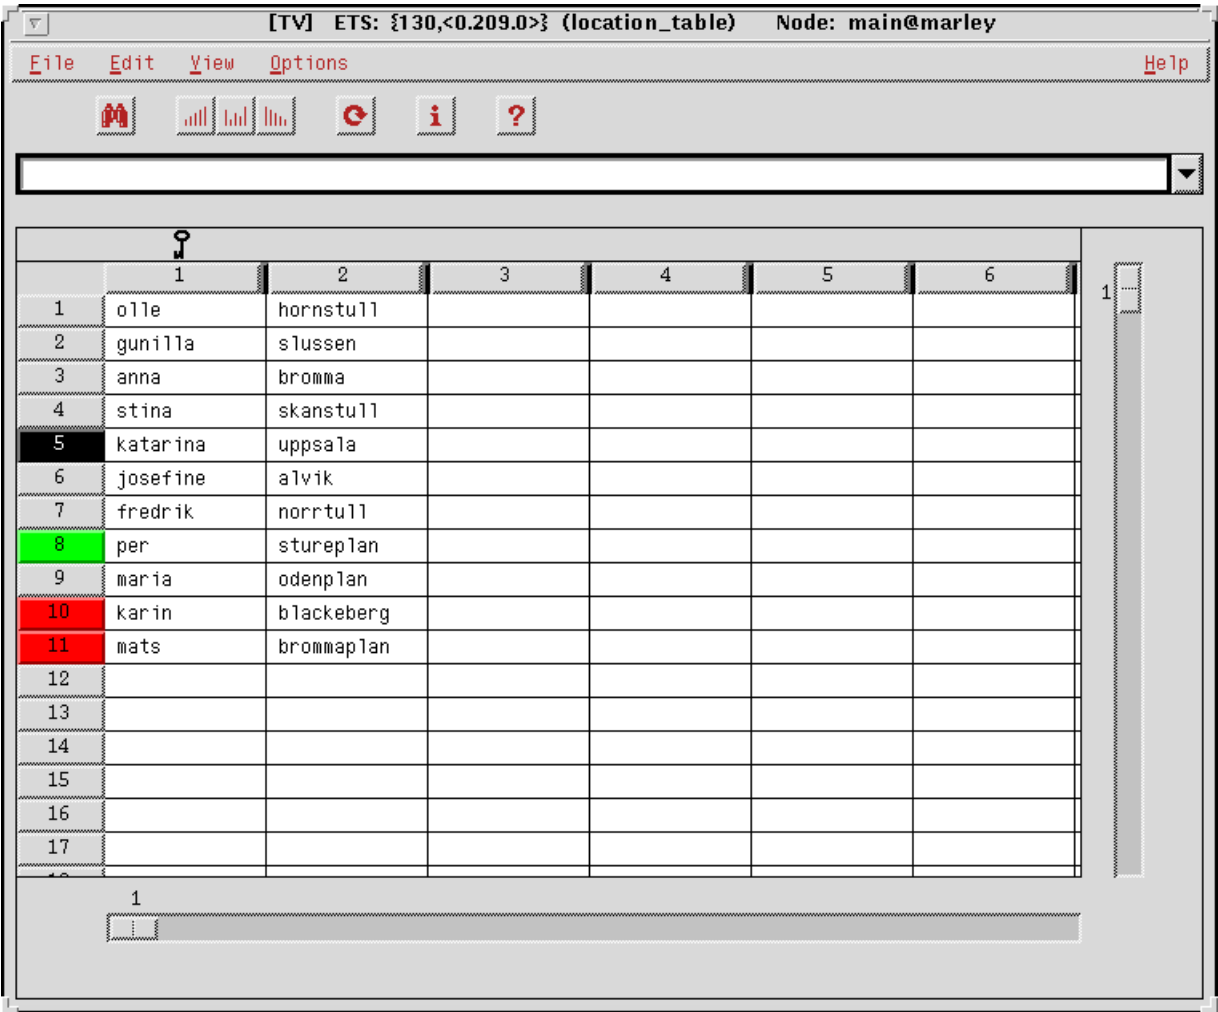 [TV] ETS: {130,<0.209.0>} (location_table) Node: main@marley
File Edit View Options Help
i ?
1 2 3 4 5 6
1
1 olle hornstull
2 gunilla slussen
3 anna bromma
4 stina skanstull
5 katarina uppsala
6 josefine alvik
7 fredrik norrtull
8 per stureplan
9 maria odenplan
10 karin blackeberg
11 mats brommaplan
12
13
14
15
16
17
1